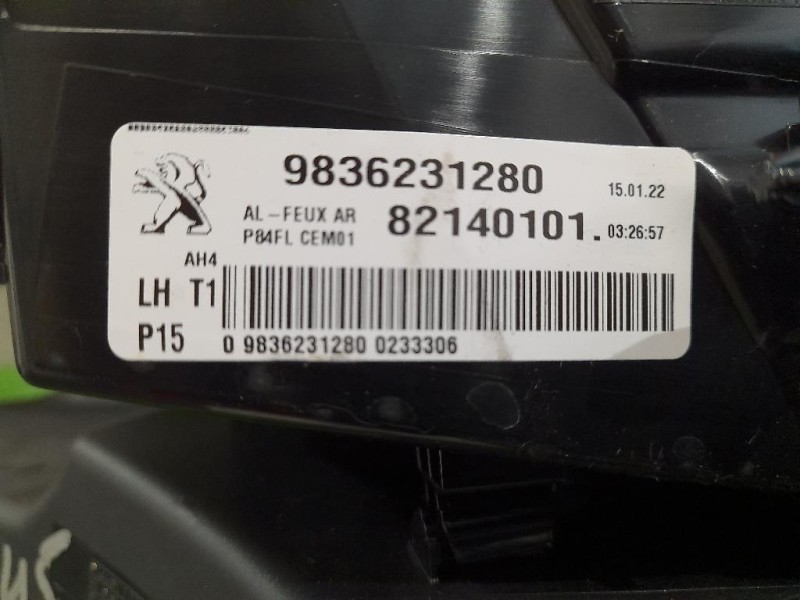 9836231280
15.01.22
AL-FEUX AR 82140101. 03:26:57
P84FL CEM01
AH4
LH T1
P15
0 9836231280 0233306